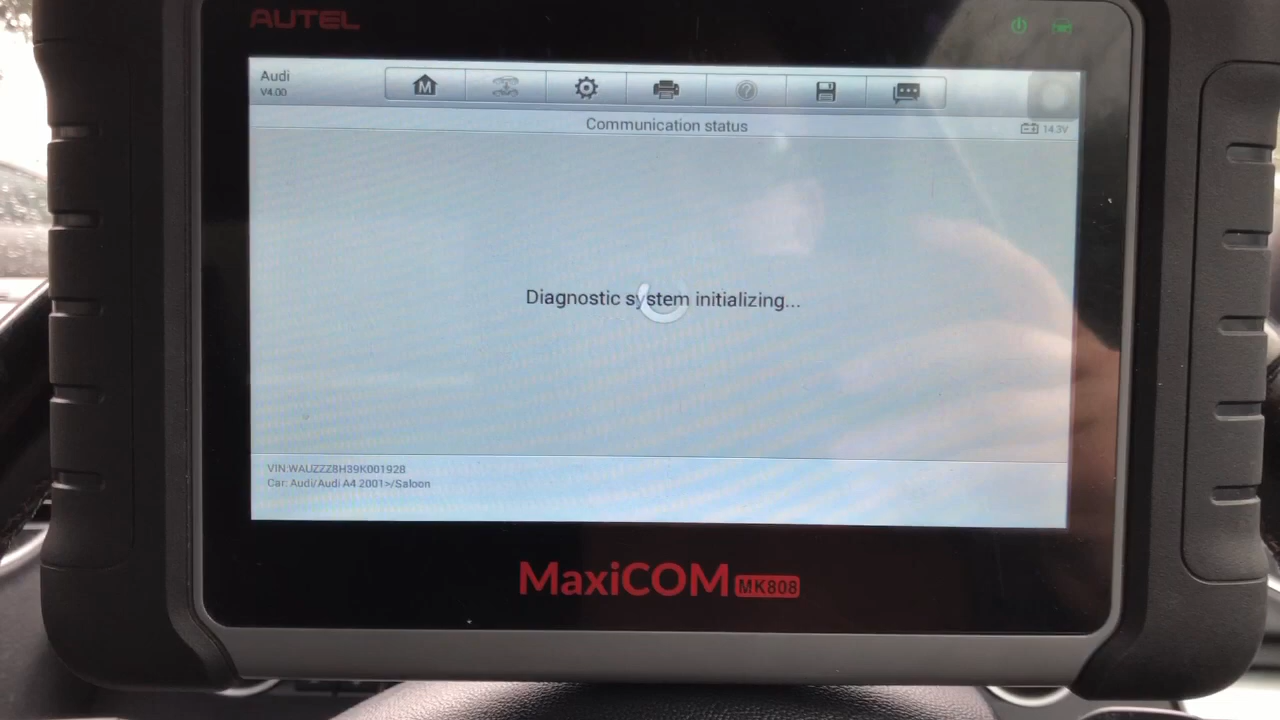 AUTEL
Audi
V4.00
M
Communication status
14.3V
Diagnostic system initializing...
VIN:WAUZZZ8H39K001928
Car: Audi/Audi A4 2001>/Saloon
MaxiCOM MK808